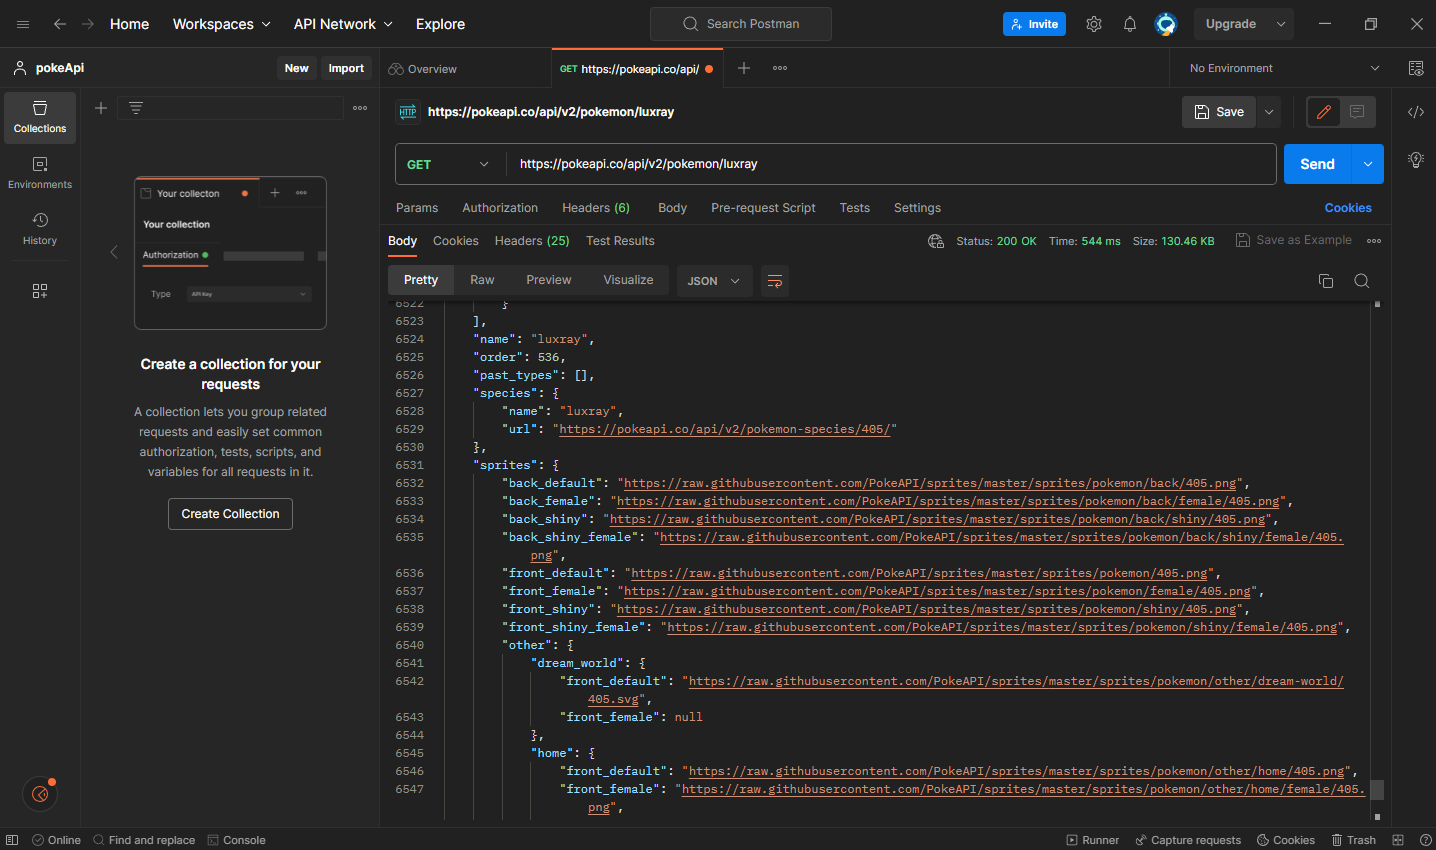 Home
Workspaces
API Network
Explore
Search Postman
Invite
Upgrade
pokeApi
New
Import
Overview
GET https://pokeapi.co/api/
No Environment
Collections
Environments
History
Your collecton
Your collection
Authorization
Type
API Key
Create a collection for your
requests
A collection lets you group related
requests and easily set common
authorization, tests, scripts, and
variables for all requests in it.
Create Collection
HTTP
https://pokeapi.co/api/v2/pokemon/luxray
Save
GET
https://pokeapi.co/api/v2/pokemon/luxray
Send
Params
Authorization
Headers (6)
Body
Pre-request Script
Tests
Settings
Cookies
Body
Cookies
Headers (25)
Test Results
Status: 200 OK
Time: 544 ms
Size: 130.46 KB
Save as Example
Pretty
Raw
Preview
Visualize
JSON
6522 }
6523 ],
6524 "name": "luxray",
6525 "order": 536,
6526 "past_types": [],
6527 "species": {
6528 "name": "luxray",
6529 "url": "https://pokeapi.co/api/v2/pokemon-species/405/"
6530 },
6531 "sprites": {
6532 "back_default": "https://raw.githubusercontent.com/PokeAPI/sprites/master/sprites/pokemon/back/405.png",
6533 "back_female": "https://raw.githubusercontent.com/PokeAPI/sprites/master/sprites/pokemon/back/female/405.png",
6534 "back_shiny": "https://raw.githubusercontent.com/PokeAPI/sprites/master/sprites/pokemon/back/shiny/405.png",
6535 "back_shiny_female": "https://raw.githubusercontent.com/PokeAPI/sprites/master/sprites/pokemon/back/shiny/female/405.
png",
6536 "front_default": "https://raw.githubusercontent.com/PokeAPI/sprites/master/sprites/pokemon/405.png",
6537 "front_female": "https://raw.githubusercontent.com/PokeAPI/sprites/master/sprites/pokemon/female/405.png",
6538 "front_shiny": "https://raw.githubusercontent.com/PokeAPI/sprites/master/sprites/pokemon/shiny/405.png",
6539 "front_shiny_female": "https://raw.githubusercontent.com/PokeAPI/sprites/master/sprites/pokemon/shiny/female/405.png",
6540 "other": {
6541 "dream_world": {
6542 "front_default": "https://raw.githubusercontent.com/PokeAPI/sprites/master/sprites/pokemon/other/dream-world/
405.svg",
6543 "front_female": null
6544 },
6545 "home": {
6546 "front_default": "https://raw.githubusercontent.com/PokeAPI/sprites/master/sprites/pokemon/other/home/405.png",
6547 "front_female": "https://raw.githubusercontent.com/PokeAPI/sprites/master/sprites/pokemon/other/home/female/405.
png",
Online
Find and replace
Console
Runner
Capture requests
Cookies
Trash